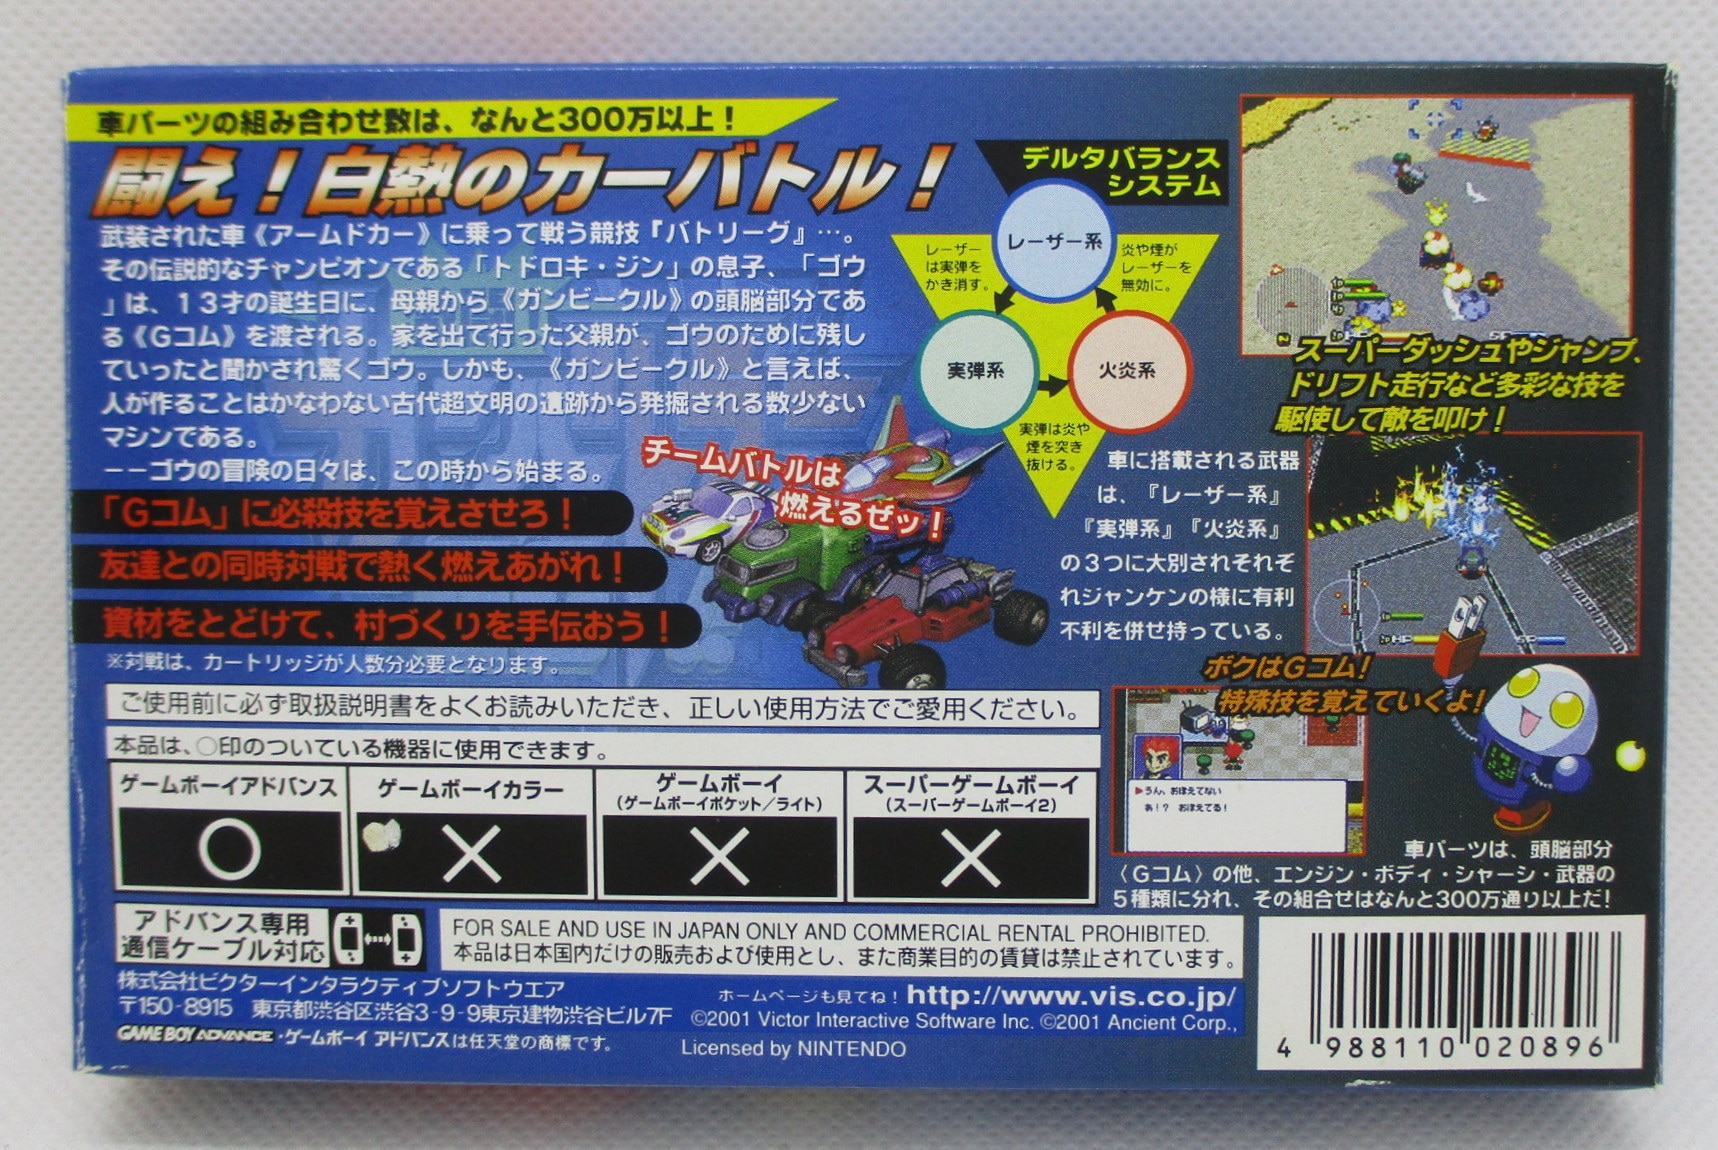 車パーツの組み合わせ数は、なんと300万以上！
闘え！白熱のカーバトル！
武装された車《アームドカー》に乗って戦う競技『バトリーグ』…。
その伝説的なチャンピオンである「トドロキ・ジン」の息子、「ゴウ
」は、１３才の誕生日に、母親から《ガンビークル》の頭脳部分であ
る《Gコム》を渡される。家を出て行った父親が、ゴウのために残し
ていったと聞かされ驚くゴウ。しかも、《ガンビークル》と言えば、
人が作ることはかなわない古代超文明の遺跡から発掘される数少ない
マシンである。
ーーゴウの冒険の日々は、この時から始まる。
「Gコム」に必殺技を覚えさせろ！
友達との同時対戦で熱く燃えあがれ！
資材をとどけて、村づくりを手伝おう！
※対戦は、カートリッジが人数分必要となります。
チームバトルは
燃えるぜッ！
デルタバランス
システム
レーザー系
レーザー
は実弾を
かき消す。
炎や煙が
レーザーを
無効に。
実弾系
火炎系
実弾は炎や
煙を突き
抜ける。
スーパーダッシュやジャンプ、
ドリフト走行など多彩な技を
駆使して敵を叩け！
車に搭載される武器
は、『レーザー系』
『実弾系』『火炎系』
の３つに大別されそれぞ
れジャンケンの様に有利
不利を併せ持っている。
ボクはGコム！
特殊技を覚えていくよ！
▶うん、おぼえてない
あ！？ おぼえてる！
車パーツは、頭脳部分
〈Gコム〉の他、エンジン・ボディ・シャーシ・武器の
５種類に分れ、その組合せはなんと300万通り以上だ！
ご使用前に必ず取扱説明書をよくお読みいただき、正しい使用方法でご愛用ください。
本品は、○印のついている機器に使用できます。
ゲームボーイアドバンス
ゲームボーイカラー
ゲームボーイ
（ゲームボーイポケット／ライト）
スーパーゲームボーイ
（スーパーゲームボーイ2）
○ × × ×
アドバンス専用
通信ケーブル対応
FOR SALE AND USE IN JAPAN ONLY AND COMMERCIAL RENTAL PROHIBITED.
本品は日本国内だけの販売および使用とし、また商業目的の賃貸は禁止されています。
株式会社ビクターインタラクティブソフトウエア
〒150-8915 東京都渋谷区渋谷3-9-9東京建物渋谷ビル7F
GAME BOY ADVANCE・ゲームボーイ アドバンスは任天堂の商標です。
ホームページも見てね！http://www.vis.co.jp/
©2001 Victor Interactive Software Inc. ©2001 Ancient Corp.,
Licensed by NINTENDO
4 988110 020896